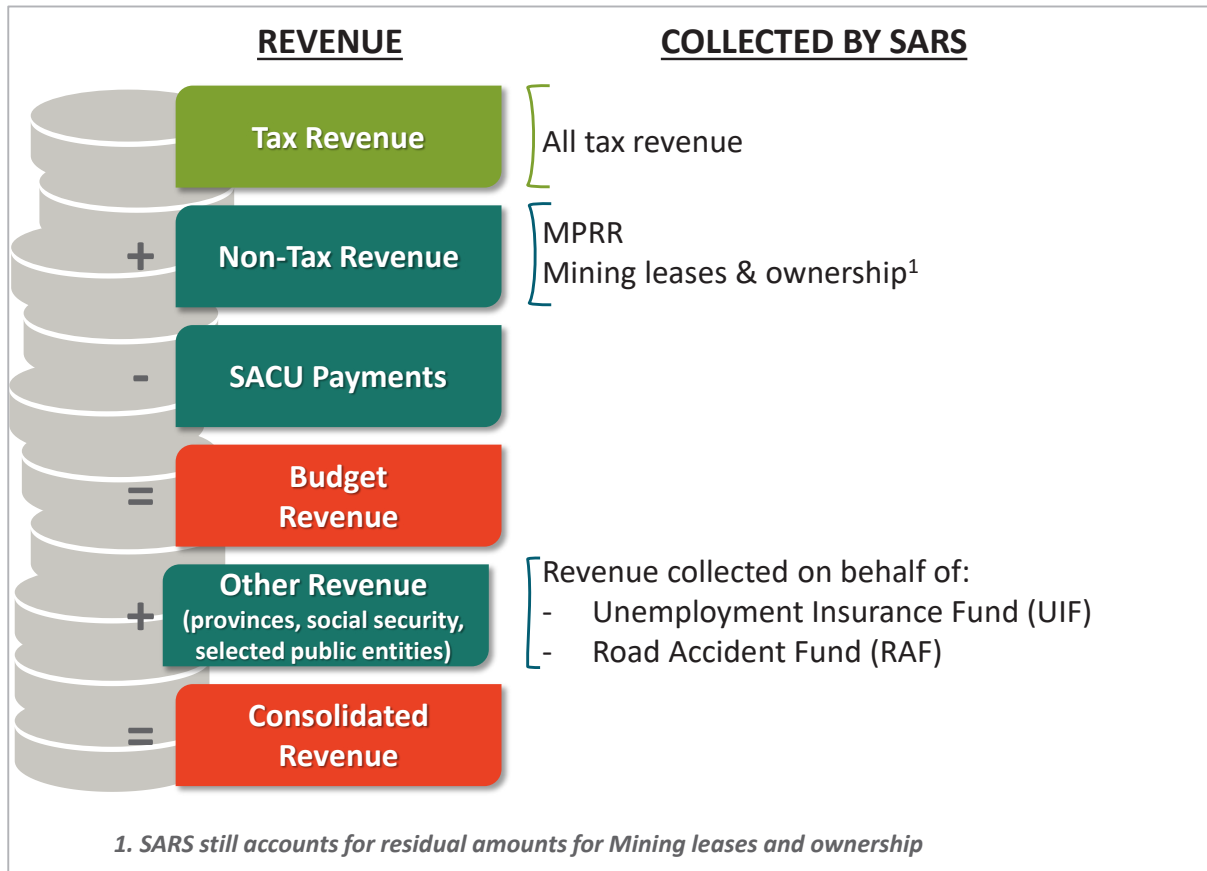 REVENUE
COLLECTED BY SARS
Tax Revenue
All tax revenue
+
Non-Tax Revenue
MPRR
Mining leases & ownership¹
-
SACU Payments
=
Budget
Revenue
+
Other Revenue
(provinces, social security,
selected public entities)
Revenue collected on behalf of:
- Unemployment Insurance Fund (UIF)
- Road Accident Fund (RAF)
=
Consolidated
Revenue
1. SARS still accounts for residual amounts for Mining leases and ownership